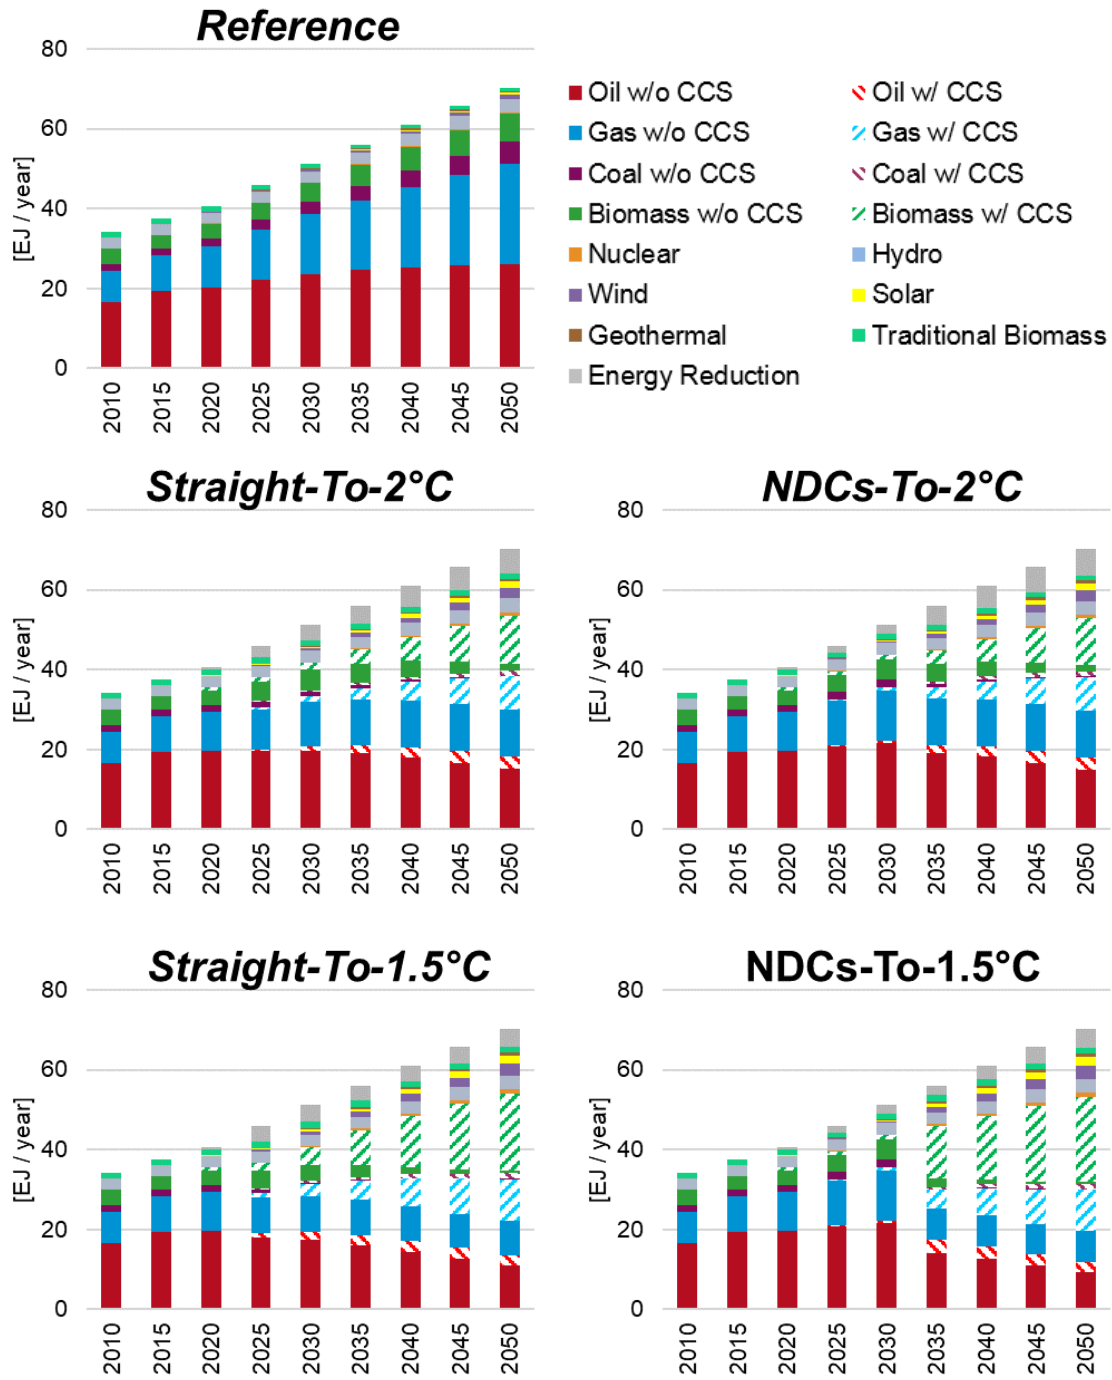 Reference
80
60
40
20
0
[EJ / year]
2010 2015 2020 2025 2030 2035 2040 2045 2050
Oil w/o CCS
Oil w/ CCS
Gas w/o CCS
Gas w/ CCS
Coal w/o CCS
Coal w/ CCS
Biomass w/o CCS
Biomass w/ CCS
Nuclear
Hydro
Wind
Solar
Geothermal
Traditional Biomass
Energy Reduction
Straight-To-2°C
80
60
40
20
0
[EJ / year]
2010 2015 2020 2025 2030 2035 2040 2045 2050
NDCs-To-2°C
80
60
40
20
0
[EJ / year]
2010 2015 2020 2025 2030 2035 2040 2045 2050
Straight-To-1.5°C
80
60
40
20
0
[EJ / year]
2010 2015 2020 2025 2030 2035 2040 2045 2050
NDCs-To-1.5°C
80
60
40
20
0
[EJ / year]
2010 2015 2020 2025 2030 2035 2040 2045 2050